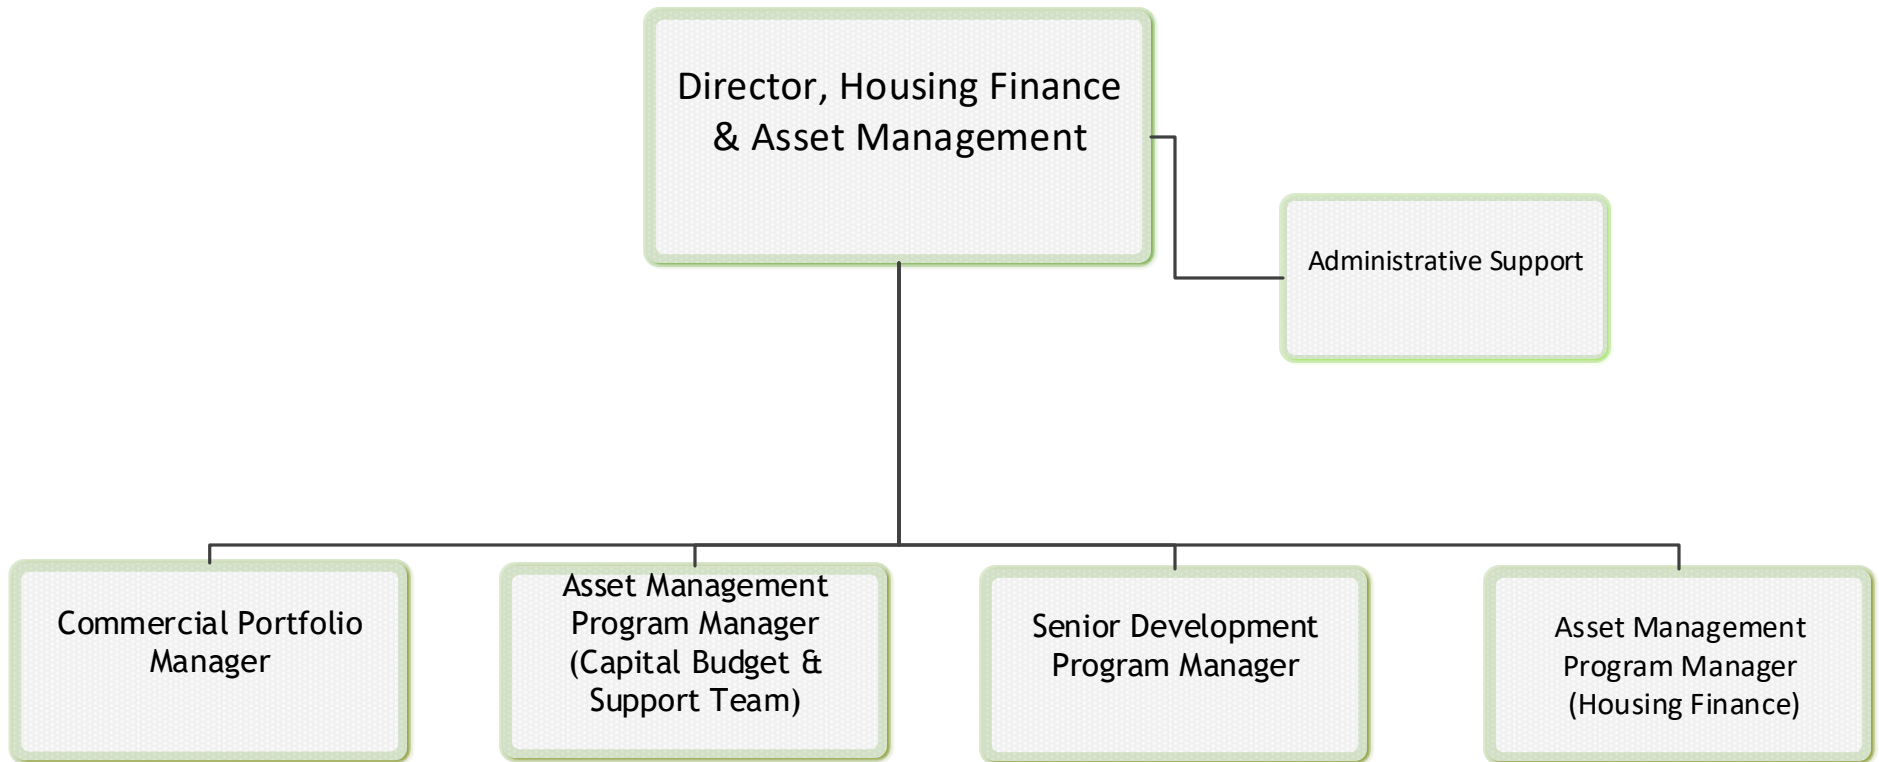 Director, Housing Finance
& Asset Management
Administrative Support
Commercial Portfolio
Manager
Asset Management
Program Manager
(Capital Budget &
Support Team)
Senior Development
Program Manager
Asset Management
Program Manager
(Housing Finance)